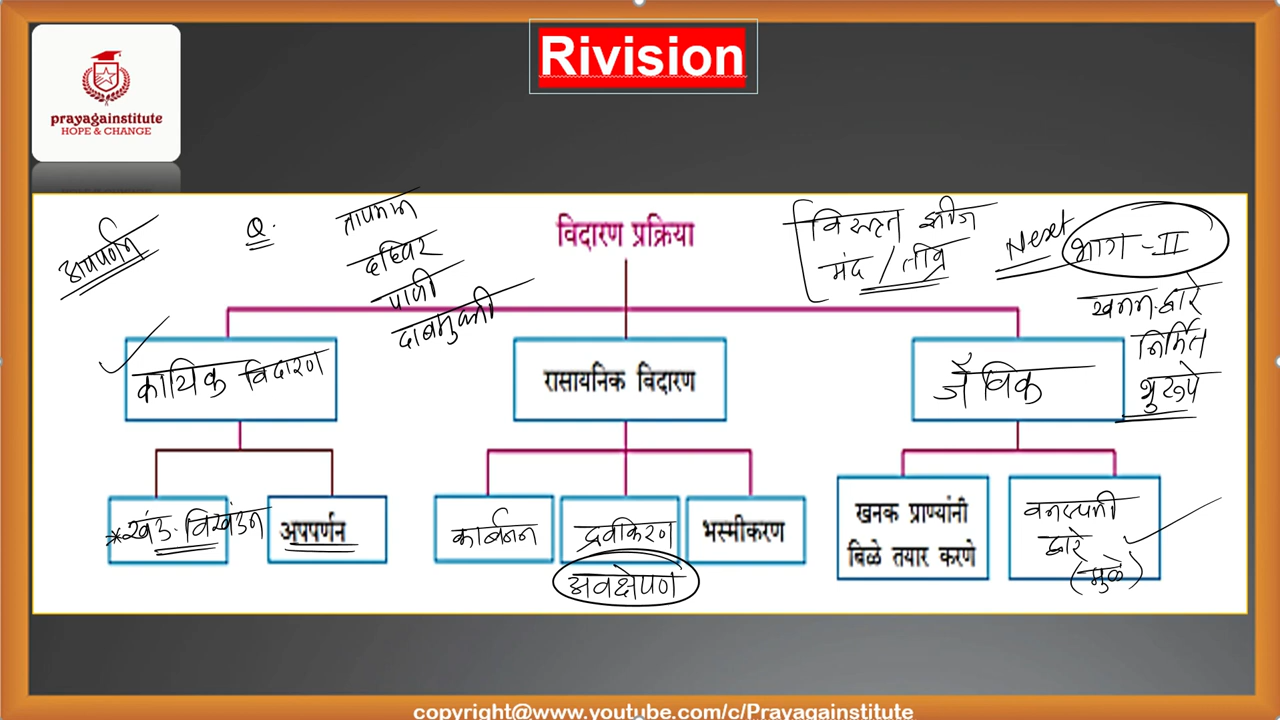 Rivision
prayagainstitute
HOPE & CHANGE
अपपर्णन
Q.
तापमान
दहिवर
पाणी
दाबमुक्ती
विदारण प्रक्रिया
विस्तृत झीज
मंद / तीव्र
Next
भाग-II
खनन द्वारे
निर्मित
भुरूपे
कायिक विदारण
रासायनिक विदारण
जैविक
*खंड-विखंडन
अपपर्णन
कार्बनन
द्रवीकरण
अवक्षेपण
भस्मीकरण
खनक प्राण्यांनी
बिळे तयार करणे
वनस्पती
द्वारे
(मुळे)
copyright@www.youtube.com/c/Prayagainstitute